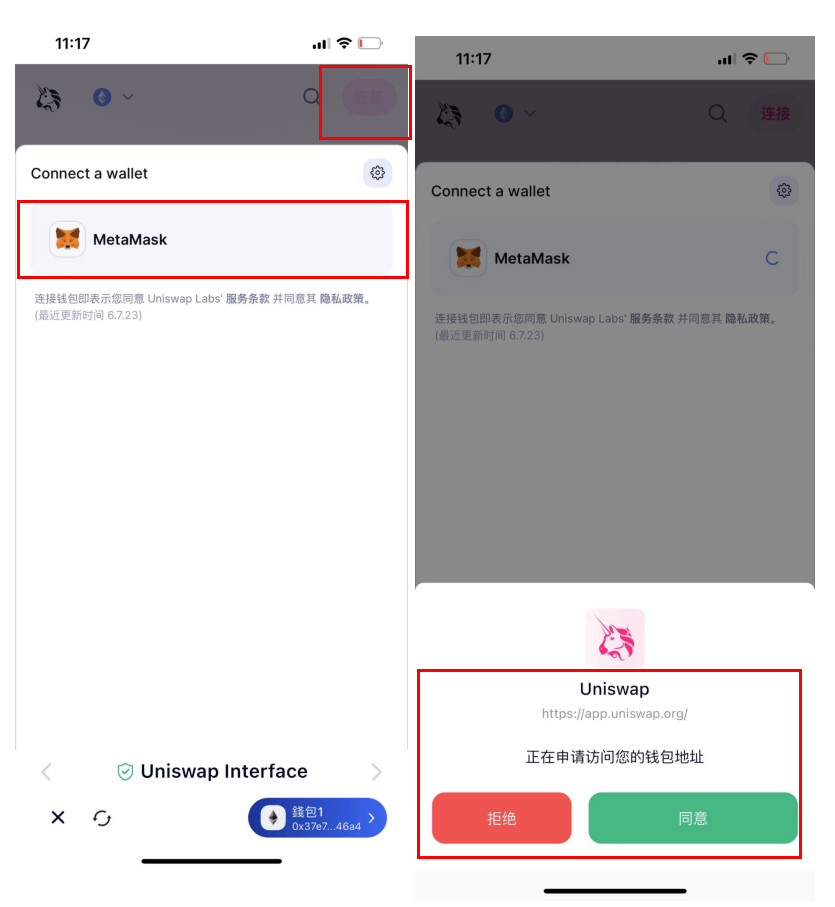 11:17
连接
Connect a wallet
MetaMask
连接钱包即表示您同意 Uniswap Labs' 服务条款 并同意其 隐私政策。
(最近更新时间 6.7.23)
Uniswap Interface
錢包1
0x37e7...46a4
11:17
连接
Connect a wallet
MetaMask
连接钱包即表示您同意 Uniswap Labs' 服务条款 并同意其 隐私政策。
(最近更新时间 6.7.23)
Uniswap
https://app.uniswap.org/
正在申请访问您的钱包地址
拒绝
同意